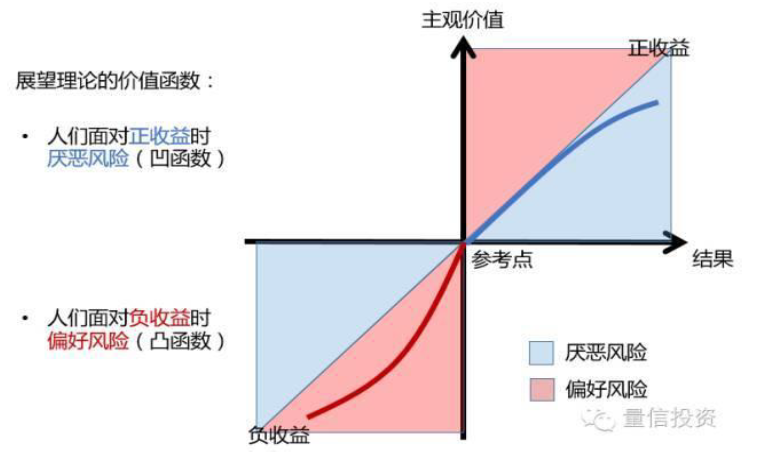 主观价值
正收益
展望理论的价值函数：
• 人们面对正收益时
厌恶风险（凹函数）
参考点
结果
• 人们面对负收益时
偏好风险（凸函数）
厌恶风险
偏好风险
负收益
量信投资